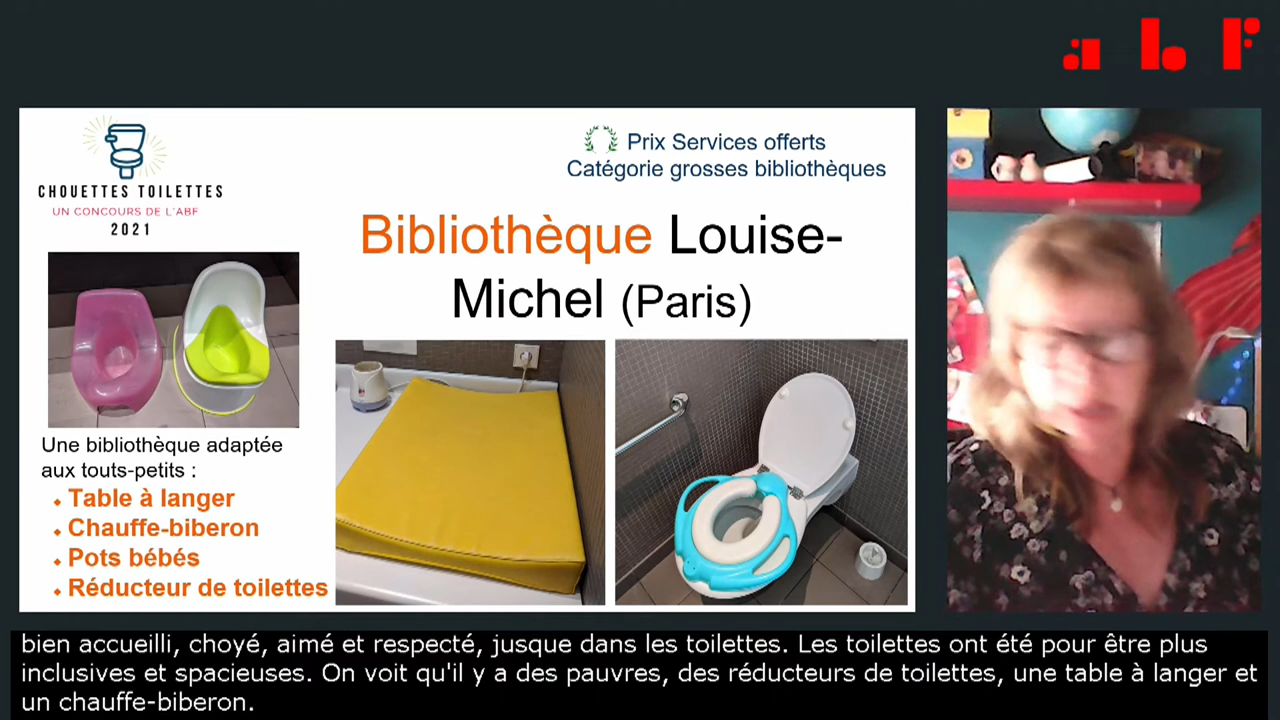 abf
CHOUETTES TOILETTES
UN CONCOURS DE L'ABF
2021
Prix Services offerts
Catégorie grosses bibliothèques
Bibliothèque Louise-
Michel (Paris)
Une bibliothèque adaptée
aux touts-petits :
Table à langer
Chauffe-biberon
Pots bébés
Réducteur de toilettes
bien accueilli, choyé, aimé et respecté, jusque dans les toilettes. Les toilettes ont été pour être plus
inclusives et spacieuses. On voit qu'il y a des pauvres, des réducteurs de toilettes, une table à langer et
un chauffe-biberon.